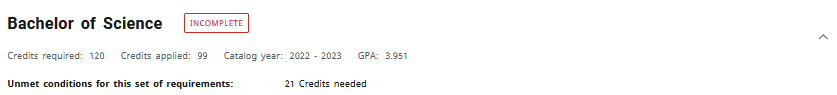 Bachelor of Science INCOMPLETE
Credits required: 120 Credits applied: 99 Catalog year: 2022 - 2023 GPA: 3.951
Unmet conditions for this set of requirements: 21 Credits needed